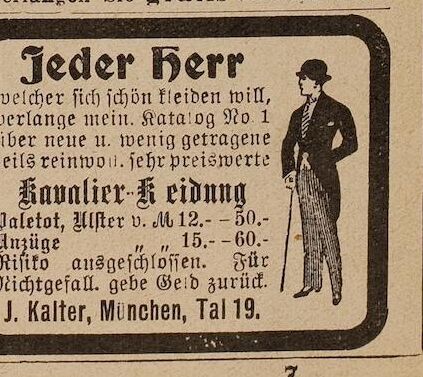 Jeder Herr
welcher sich schön kleiden will,
verlange mein. Katalog No. 1
über neue u. wenig getragene
teils reinwoll. sehr preiswerte
Kavalier-K eidung
Paletot, Ulster v. M 12.- -50.-
Anzüge „ „ 15.- -60.-
Risiko ausgeschlossen. Für
Nichtgefall. gebe Geld zurück.
J. Kalter, München, Tal 19.
7